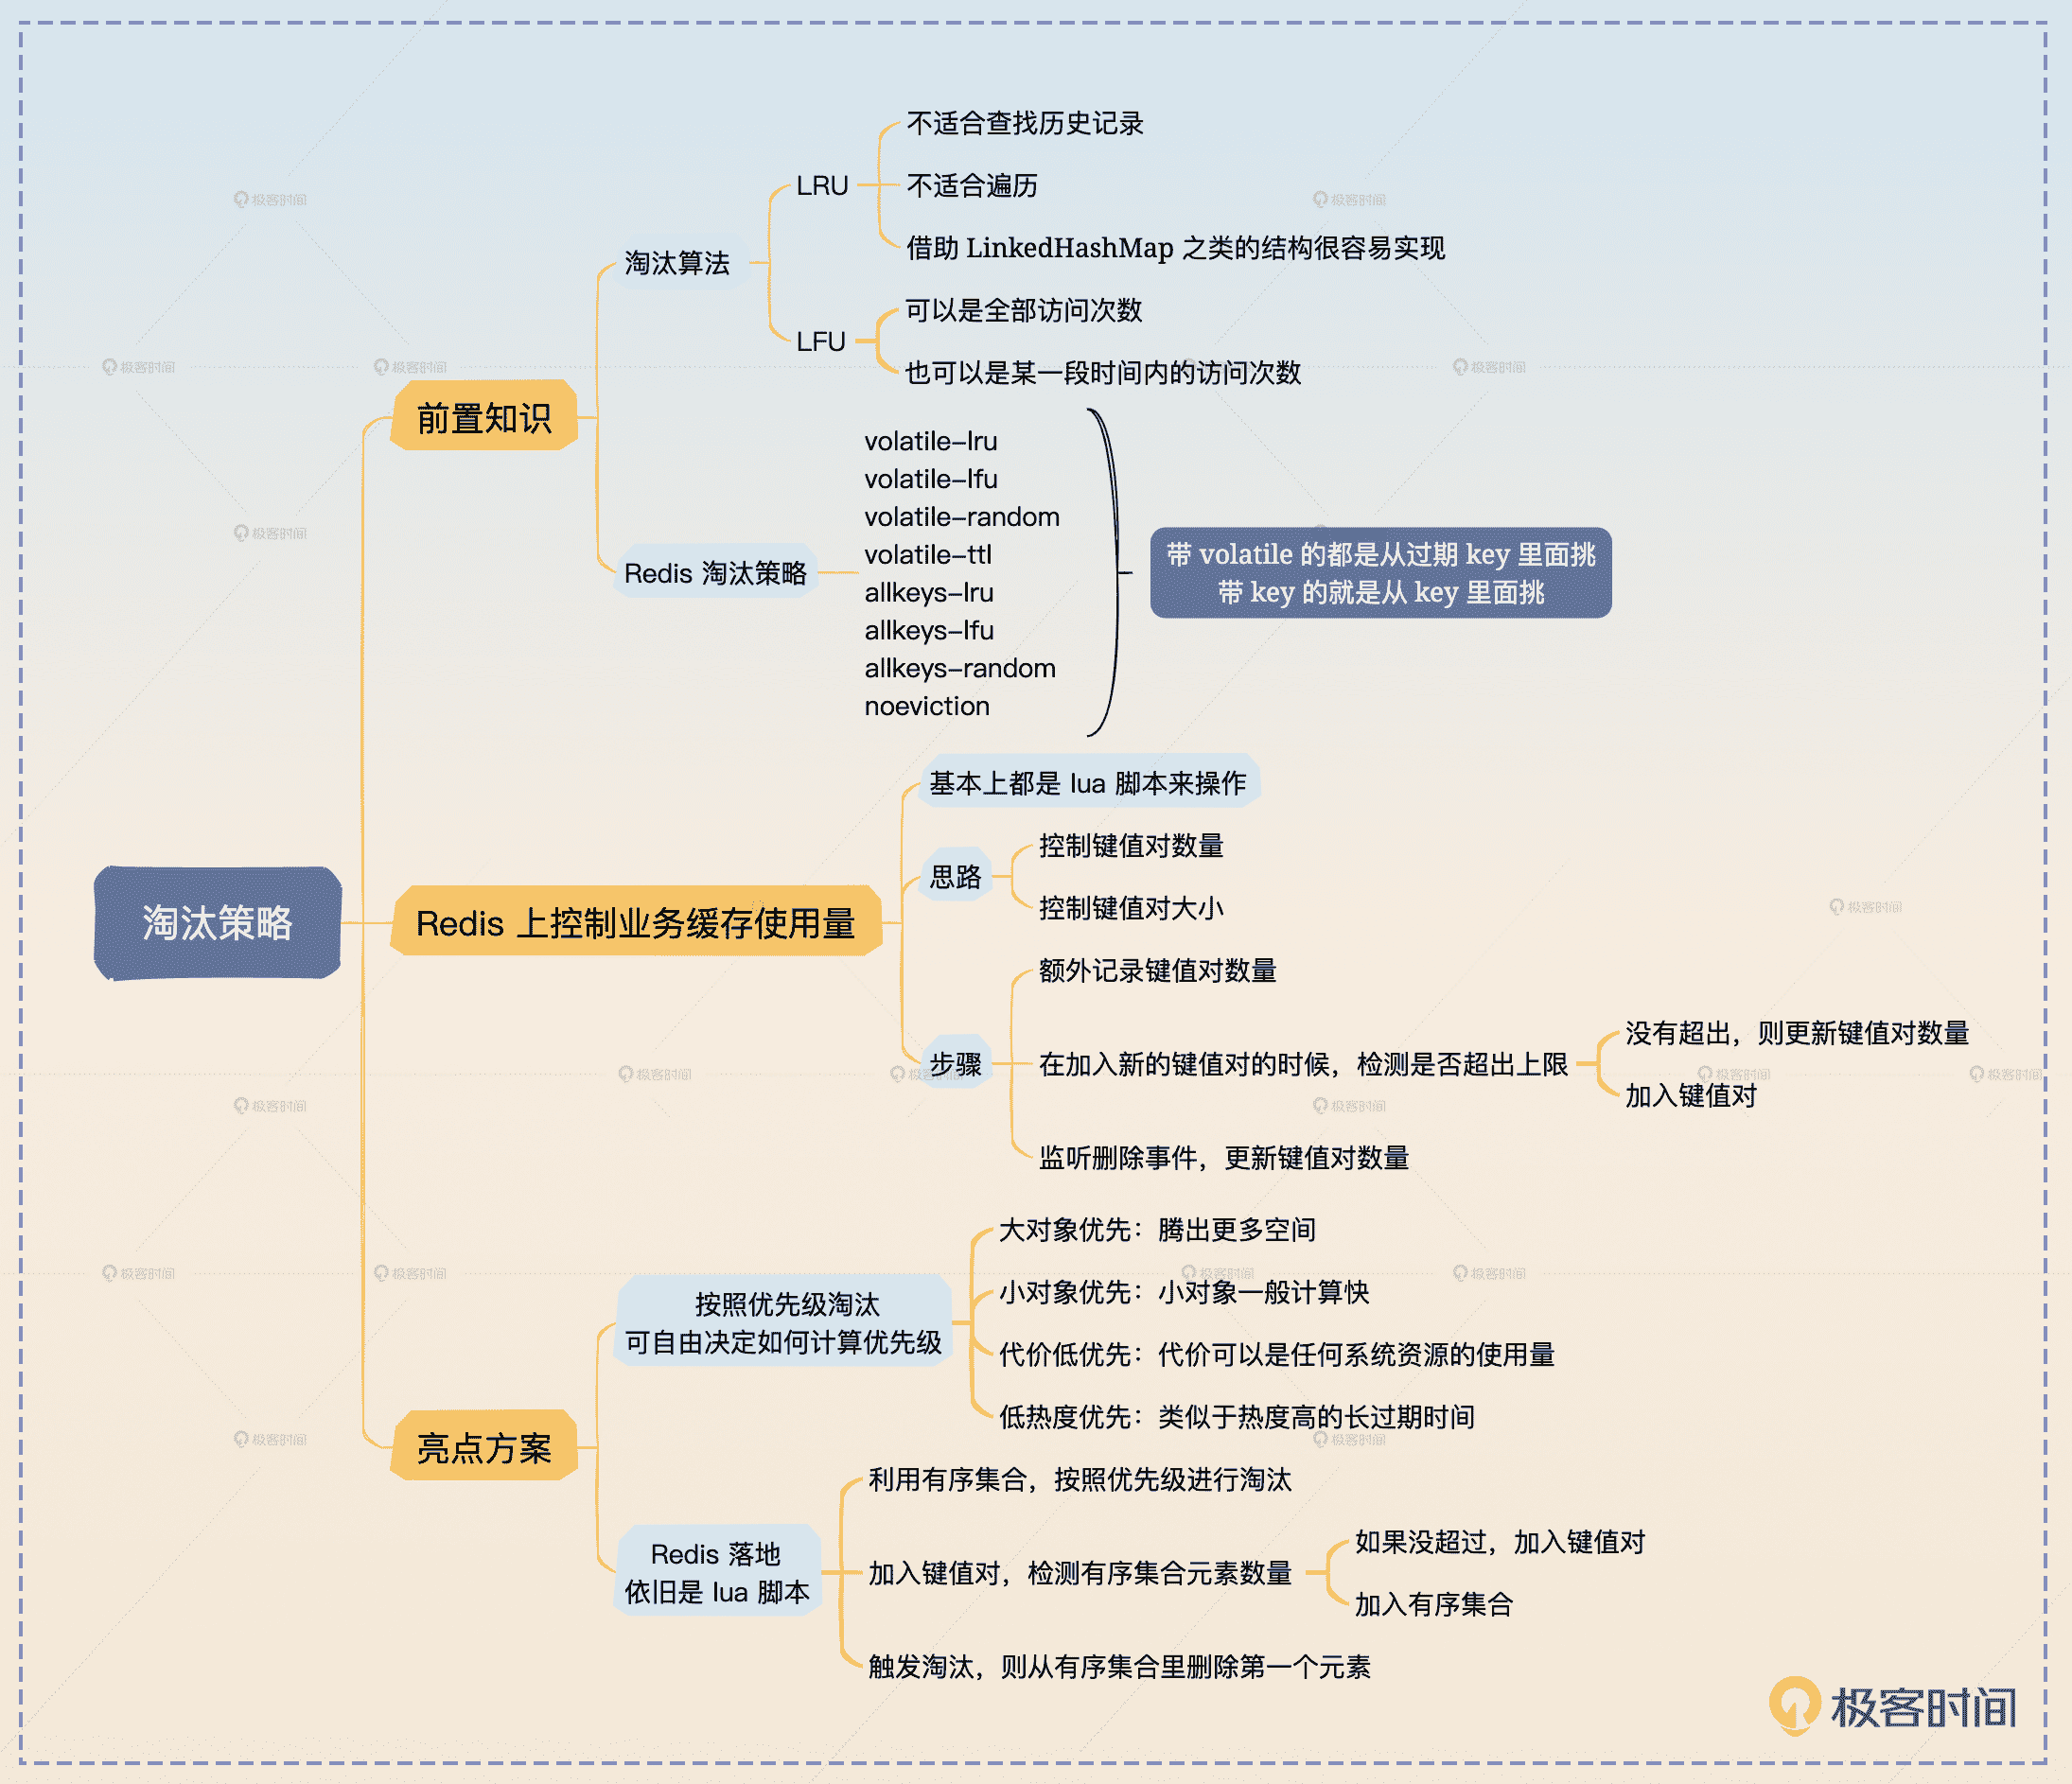 淘汰策略
前置知识
淘汰算法
LRU
不适合查找历史记录
不适合遍历
借助 LinkedHashMap 之类的结构很容易实现
LFU
可以是全部访问次数
也可以是某一段时间内的访问次数
Redis 淘汰策略
volatile-lru
volatile-lfu
volatile-random
volatile-ttl
allkeys-lru
allkeys-lfu
allkeys-random
noeviction
带 volatile 的都是从过期 key 里面挑
带 key 的就是从 key 里面挑
Redis 上控制业务缓存使用量
基本上都是 lua 脚本来操作
思路
控制键值对数量
控制键值对大小
步骤
额外记录键值对数量
在加入新的键值对的时候，检测是否超出上限
没有超出，则更新键值对数量
加入键值对
监听删除事件，更新键值对数量
亮点方案
按照优先级淘汰
可自由决定如何计算优先级
大对象优先：腾出更多空间
小对象优先：小对象一般计算快
代价低优先：代价可以是任何系统资源的使用量
低热度优先：类似于热度高的长过期时间
Redis 落地
依旧是 lua 脚本
利用有序集合，按照优先级进行淘汰
加入键值对，检测有序集合元素数量
如果没超过，加入键值对
加入有序集合
触发淘汰，则从有序集合里删除第一个元素
极客时间